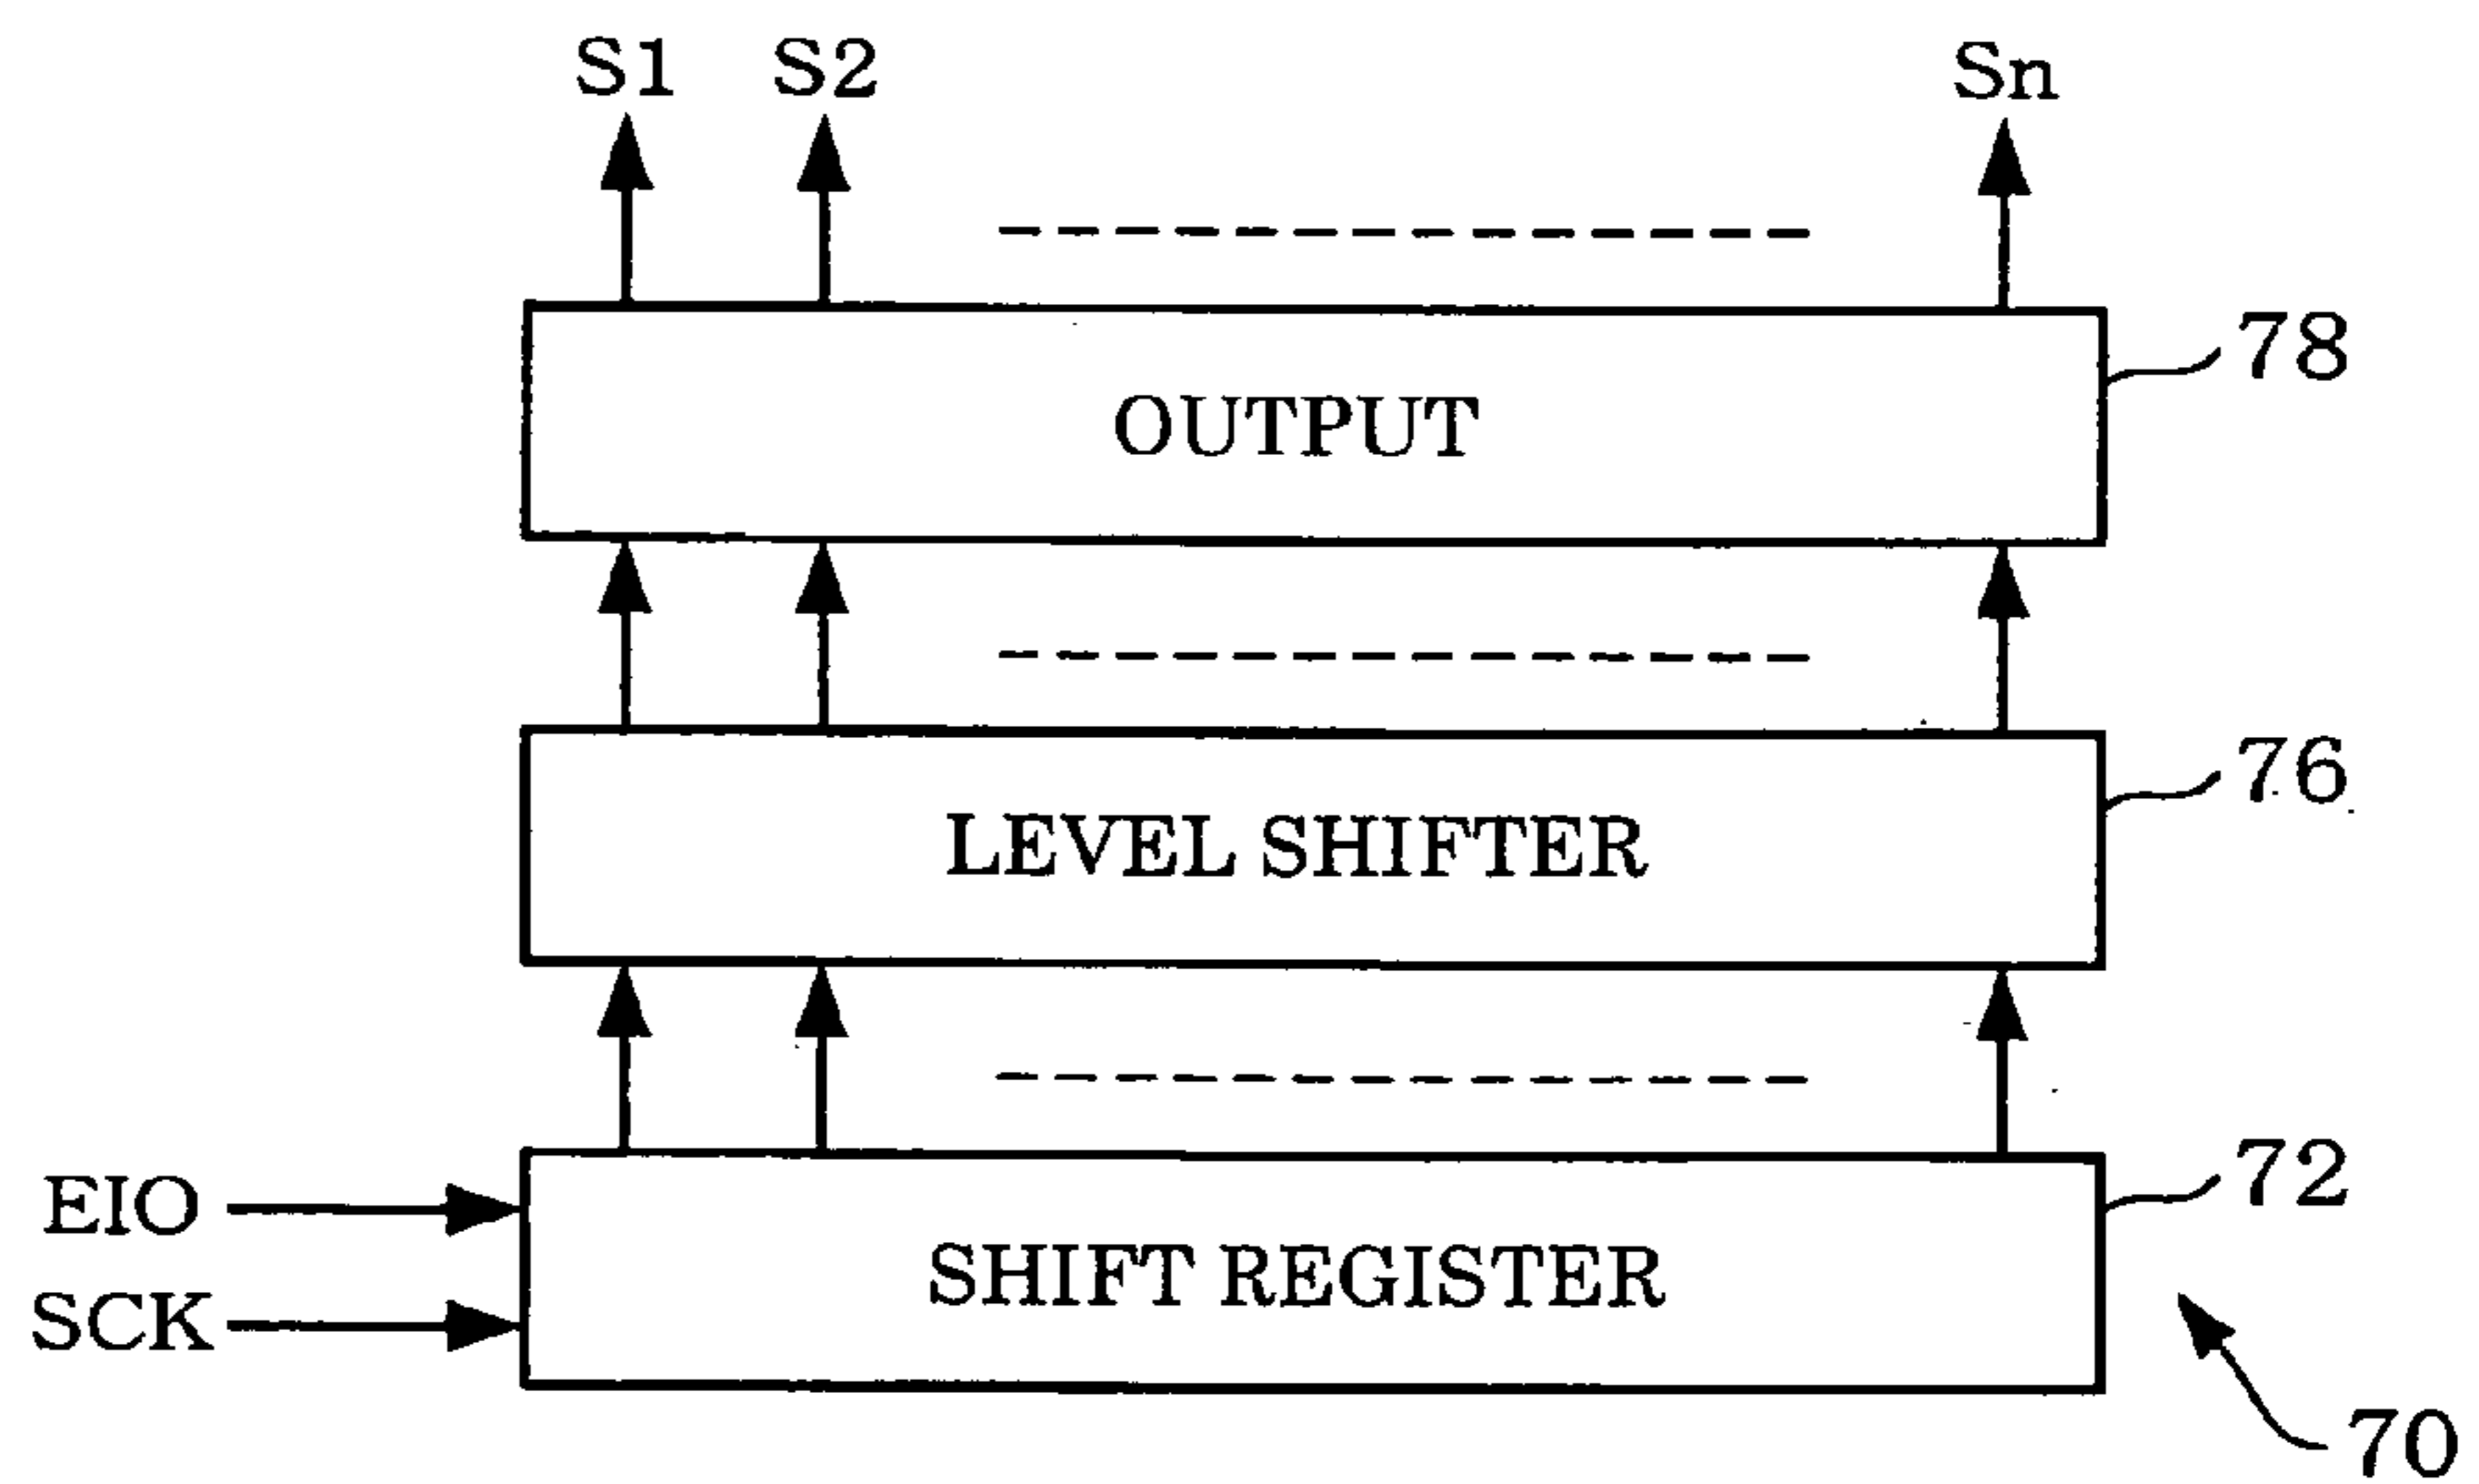 S1 S2 Sn
OUTPUT
78
LEVEL SHIFTER
76
EIO
SCK
SHIFT REGISTER
72
70